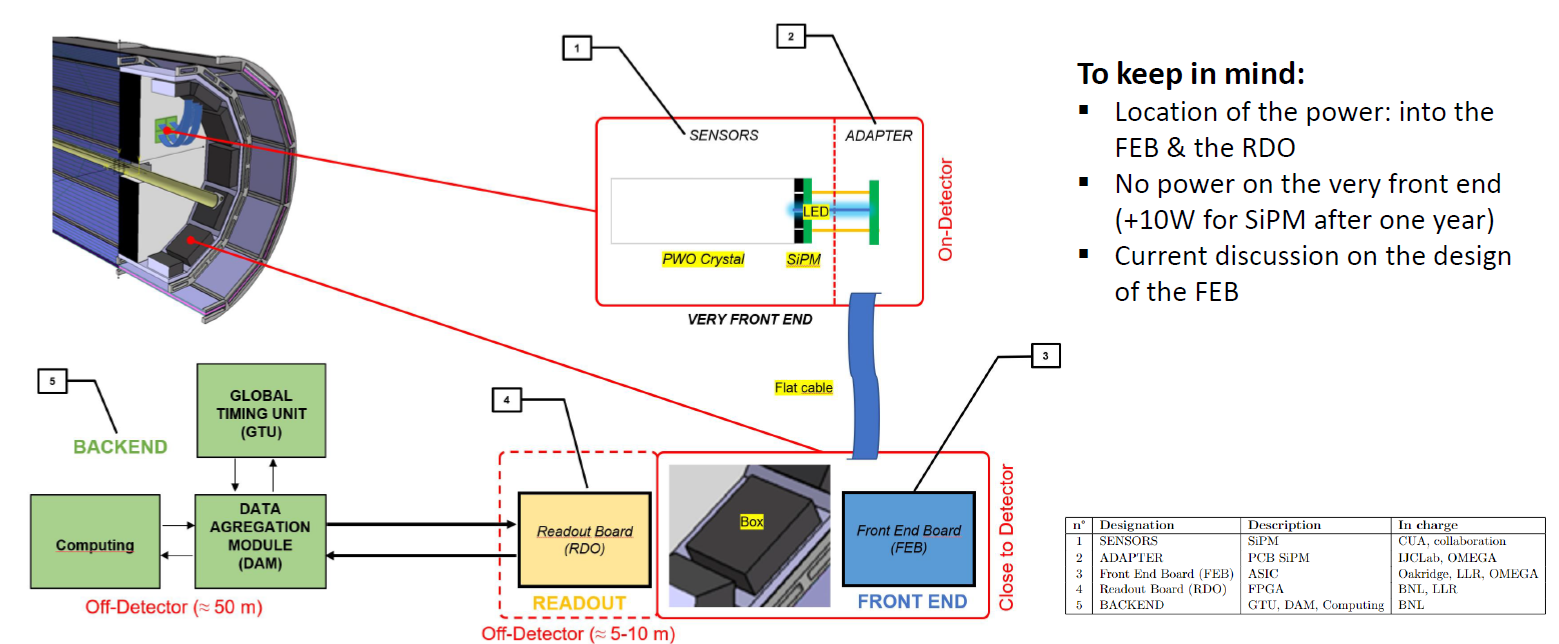 1
2
SENSORS
ADAPTER
LED
PWO Crystal
SiPM
On-Detector
VERY FRONT END
To keep in mind:
▪ Location of the power: into the
FEB & the RDO
▪ No power on the very front end
(+10W for SiPM after one year)
▪ Current discussion on the design
of the FEB
3
Flat cable
5
BACKEND
GLOBAL
TIMING UNIT
(GTU)
4
Computing
DATA
AGREGATION
MODULE
(DAM)
Off-Detector (≈ 50 m)
Readout Board
(RDO)
READOUT
Off-Detector (≈ 5-10 m)
Box
Front End Board
(FEB)
FRONT END
Close to Detector
n° Designation Description In charge
1 SENSORS SiPM CUA, collaboration
2 ADAPTER PCB SiPM IJCLab, OMEGA
3 Front End Board (FEB) ASIC Oakridge, LLR, OMEGA
4 Readout Board (RDO) FPGA BNL, LLR
5 BACKEND GTU, DAM, Computing BNL